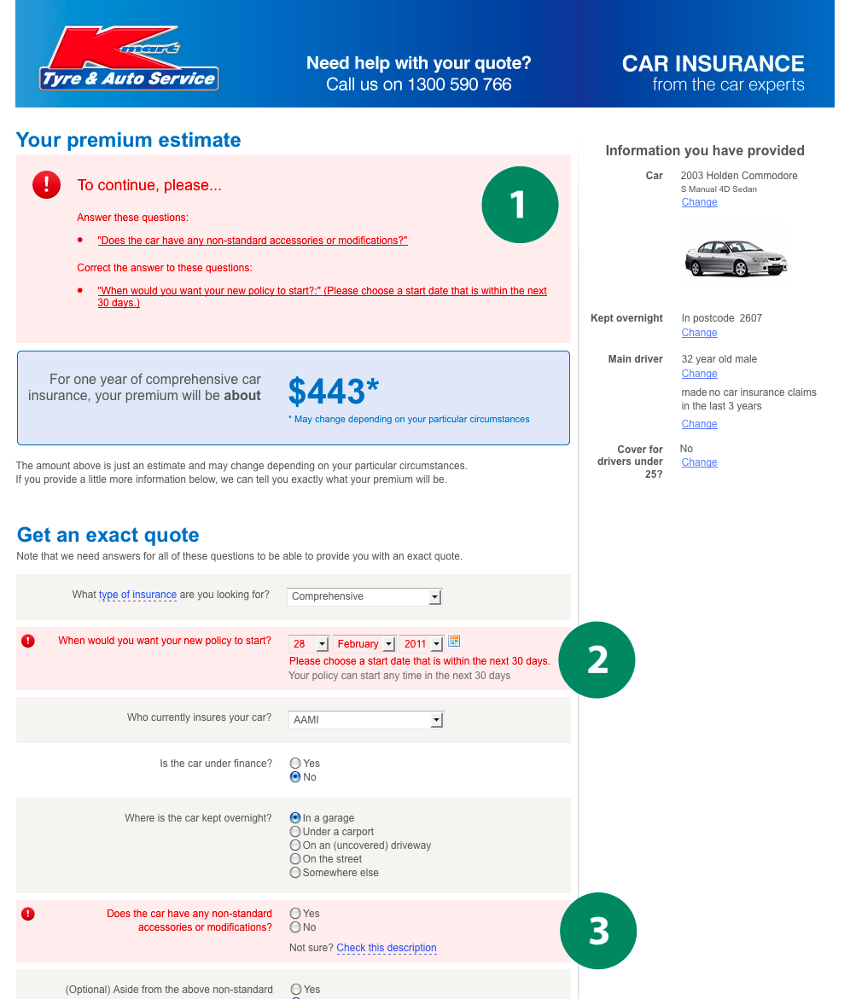 Kmart
Tyre & Auto Service
Need help with your quote?
Call us on 1300 590 766
CAR INSURANCE
from the car experts
Your premium estimate
!
To continue, please...
1
Answer these questions:
• "Does the car have any non-standard accessories or modifications?"
Correct the answer to these questions:
• "When would you want your new policy to start?:" (Please choose a start date that is within the next
30 days.)
For one year of comprehensive car
insurance, your premium will be about
$443*
* May change depending on your particular circumstances
The amount above is just an estimate and may change depending on your particular circumstances.
If you provide a little more information below, we can tell you exactly what your premium will be.
Information you have provided
Car
2003 Holden Commodore
S Manual 4D Sedan
Change
Kept overnight
In postcode 2607
Change
Main driver
32 year old male
Change
made no car insurance claims
in the last 3 years
Change
Cover for
drivers under
25?
No
Change
Get an exact quote
Note that we need answers for all of these questions to be able to provide you with an exact quote.
What type of insurance are you looking for?
Comprehensive
!
When would you want your new policy to start?
28 February 2011
Please choose a start date that is within the next 30 days.
Your policy can start any time in the next 30 days
2
Who currently insures your car?
AAMI
Is the car under finance?
Yes
No
Where is the car kept overnight?
In a garage
Under a carport
On an (uncovered) driveway
On the street
Somewhere else
!
Does the car have any non-standard
accessories or modifications?
Yes
No
Not sure? Check this description
3
(Optional) Aside from the above non-standard
Yes